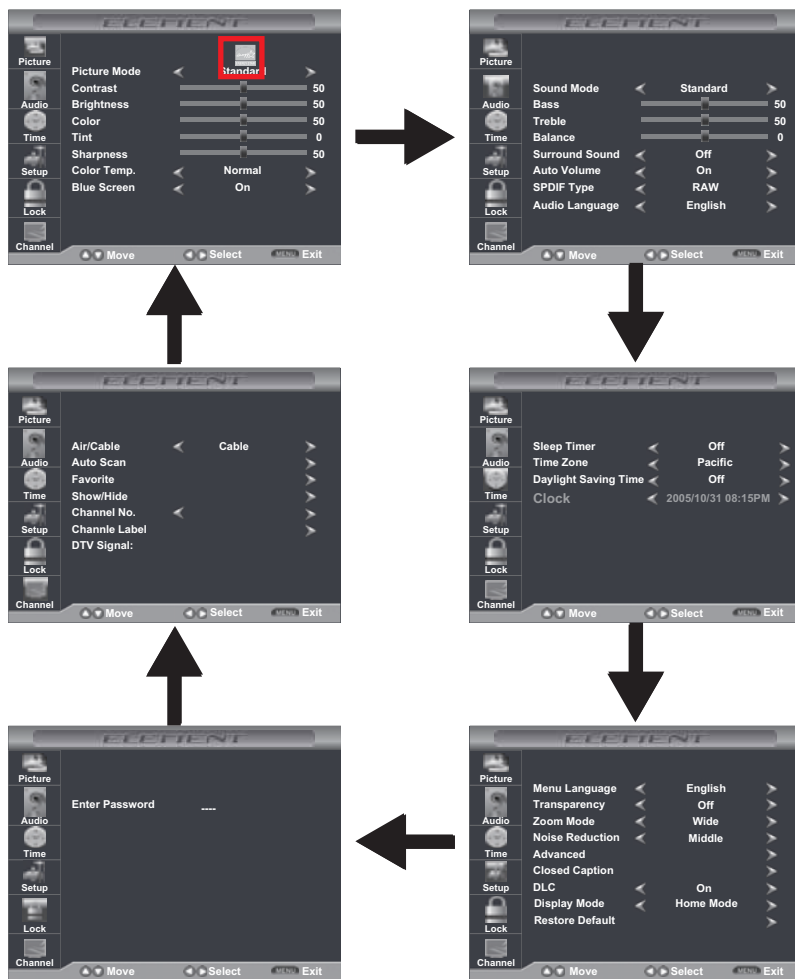 ELEMENT
Picture
Picture Mode Standard
Contrast 50
Audio
Brightness 50
Color 50
Time
Tint 0
Sharpness 50
Setup
Color Temp. Normal
Blue Screen On
Lock
Channel
Move Select MENU Exit
ELEMENT
Picture
Sound Mode Standard
Audio
Bass 50
Treble 50
Time
Balance 0
Surround Sound Off
Setup
Auto Volume On
SPDIF Type RAW
Lock
Audio Language English
Channel
Move Select MENU Exit
ELEMENT
Picture
Air/Cable Cable
Audio
Auto Scan
Favorite
Time
Show/Hide
Channel No.
Setup
Channle Label
DTV Signal:
Lock
Channel
Move Select MENU Exit
ELEMENT
Picture
Sleep Timer Off
Audio
Time Zone Pacific
Daylight Saving Time Off
Time
Clock 2005/10/31 08:15PM
Setup
Lock
Channel
Move Select MENU Exit
ELEMENT
Picture
Enter Password ----
Audio
Time
Setup
Lock
Channel
Move Select MENU Exit
ELEMENT
Picture
Menu Language English
Transparency Off
Audio
Zoom Mode Wide
Noise Reduction Middle
Time
Advanced
Closed Caption
Setup
DLC On
Display Mode Home Mode
Lock
Restore Default
Channel
Move Select MENU Exit